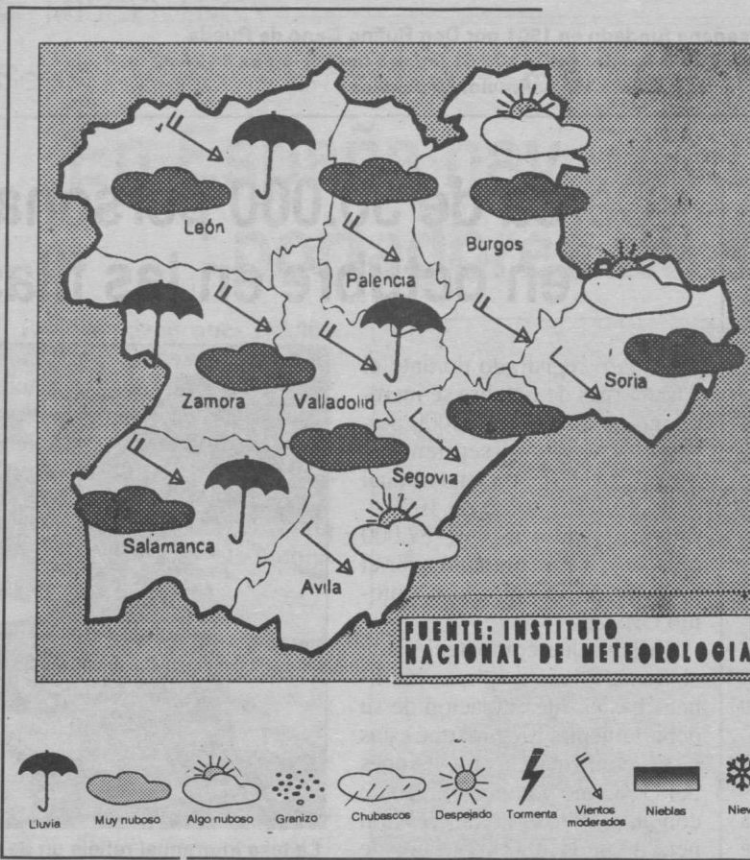 León
Burgos
Palencia
Soria
Zamora
Valladolid
Segovia
Salamanca
Avila
FUENTE: INSTITUTO
NACIONAL DE METEOROLOGIA
Lluvia
Muy nuboso
Algo nuboso
Granizo
Chubascos
Despejado
Tormenta
Vientos
moderados
Nieblas